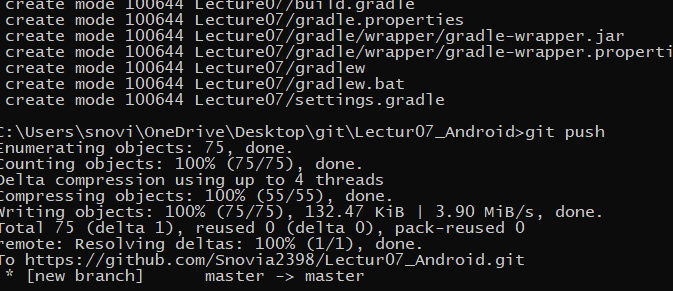 create mode 100644 Lecture07/build.gradle
create mode 100644 Lecture07/gradle.properties
create mode 100644 Lecture07/gradle/wrapper/gradle-wrapper.jar
create mode 100644 Lecture07/gradle/wrapper/gradle-wrapper.properti
create mode 100644 Lecture07/gradlew
create mode 100644 Lecture07/gradlew.bat
create mode 100644 Lecture07/settings.gradle
C:\Users\snovi\OneDrive\Desktop\git\Lectur07_Android>git push
Enumerating objects: 75, done.
Counting objects: 100% (75/75), done.
Delta compression using up to 4 threads
Compressing objects: 100% (55/55), done.
Writing objects: 100% (75/75), 132.47 KiB | 3.90 MiB/s, done.
Total 75 (delta 1), reused 0 (delta 0), pack-reused 0
remote: Resolving deltas: 100% (1/1), done.
To https://github.com/Snovia2398/Lectur07_Android.git
* [new branch]      master -> master